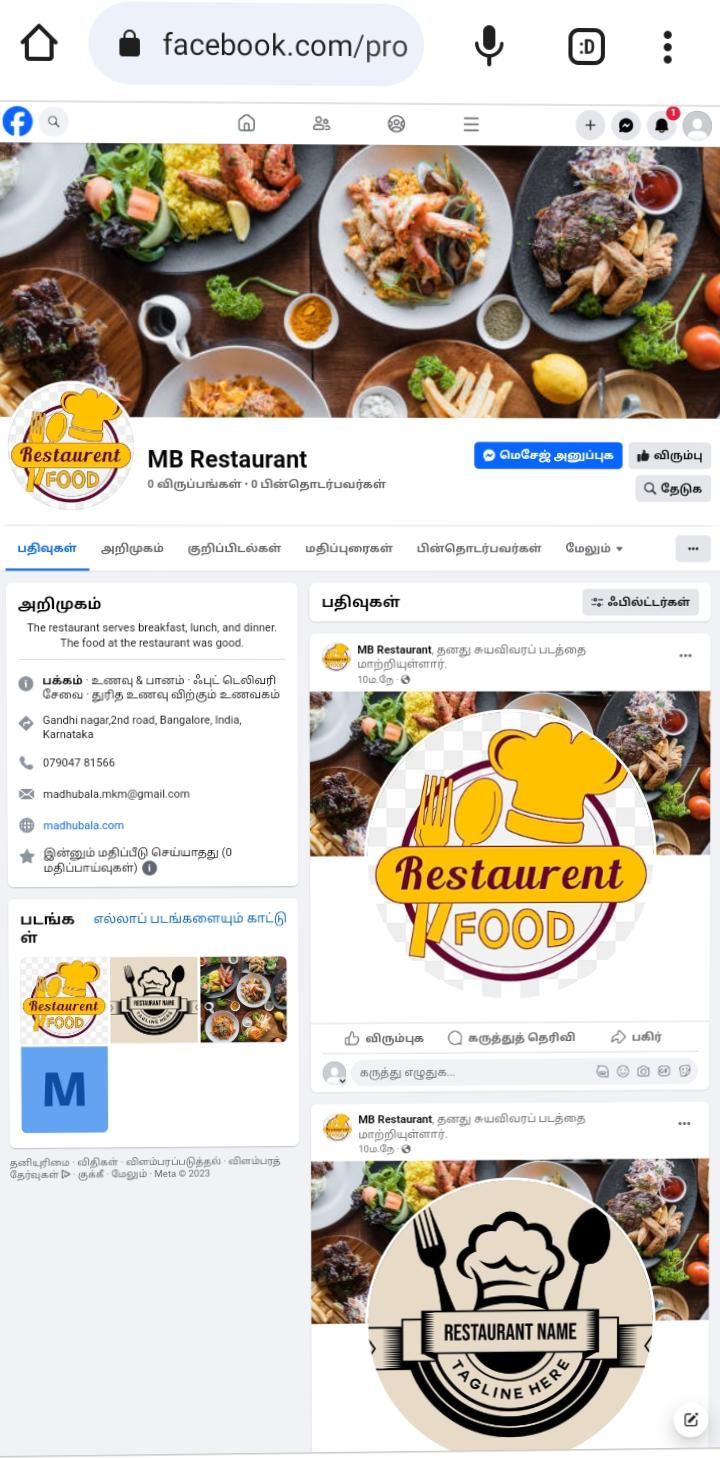 facebook.com/pro
:D
1
Restaurent
FOOD
MB Restaurant
0 விருப்பங்கள் · 0 பின்தொடர்பவர்கள்
மெசேஜ் அனுப்புக
விரும்பு
தேடுக
பதிவுகள்
அறிமுகம்
குறிப்பிடல்கள்
மதிப்புரைகள்
பின்தொடர்பவர்கள்
மேலும்
அறிமுகம்
The restaurant serves breakfast, lunch, and dinner.
The food at the restaurant was good.
பக்கம் · உணவு & பானம் · ஃபுட் டெலிவரி
சேவை · துரித உணவு விற்கும் உணவகம்
Gandhi nagar,2nd road, Bangalore, India,
Karnataka
079047 81566
madhubala.mkm@gmail.com
madhubala.com
இன்னும் மதிப்பீடு செய்யாதது (0
மதிப்பாய்வுகள்)
படங்க
ள்
எல்லாப் படங்களையும் காட்டு
Restaurent
FOOD
RESTAURANT NAME
TAGLINE HERE
M
தனியுரிமை · விதிகள் · விளம்பரப்படுத்தல் · விளம்பரத்
தேர்வுகள் · குக்கீ · மேலும் · Meta © 2023
பதிவுகள்
ஃபில்ட்டர்கள்
MB Restaurant, தனது சுயவிவரப் படத்தை
மாற்றியுள்ளார்.
10ம.நே ·
Restaurent
FOOD
விரும்புக
கருத்துத் தெரிவி
பகிர்
கருத்து எழுதுக...
MB Restaurant, தனது சுயவிவரப் படத்தை
மாற்றியுள்ளார்.
10ம.நே ·
RESTAURANT NAME
TAGLINE HERE